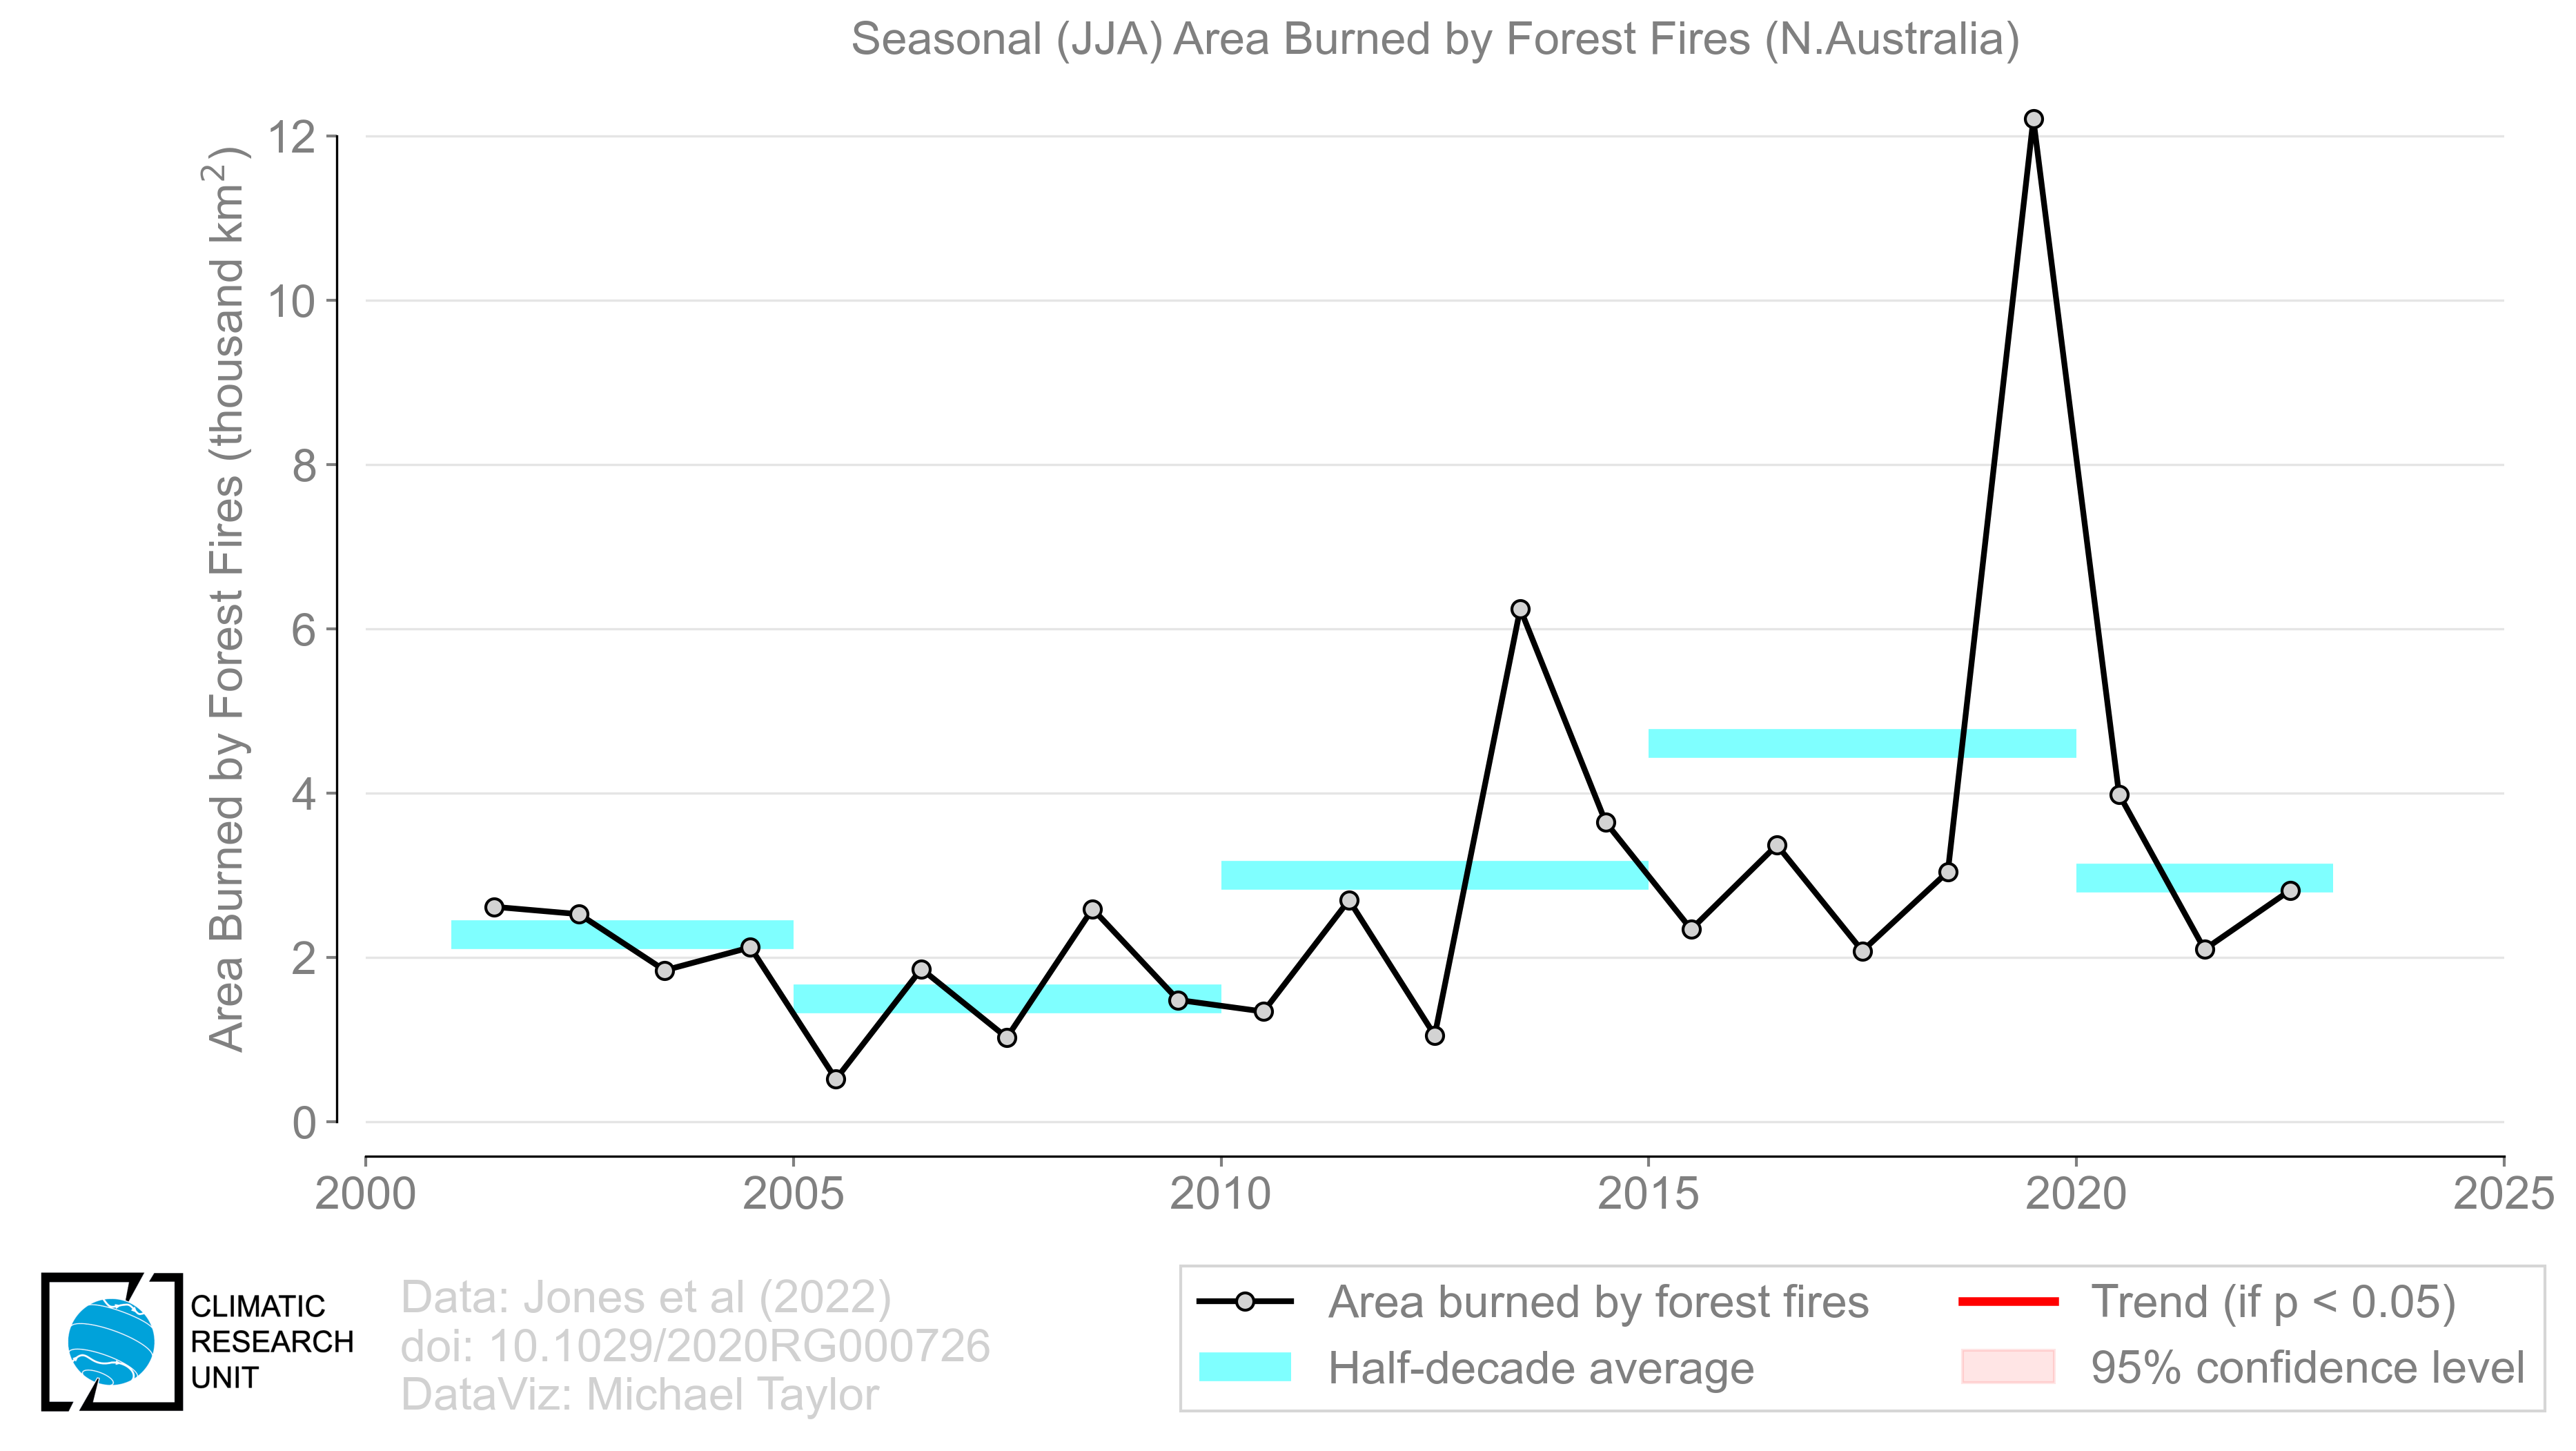 Seasonal (JJA) Area Burned by Forest Fires (N.Australia)
Area Burned by Forest Fires (thousand km²)
12
10
8
6
4
2
0
2000 2005 2010 2015 2020 2025
CLIMATIC
RESEARCH
UNIT
Data: Jones et al (2022)
doi: 10.1029/2020RG000726
DataViz: Michael Taylor
Area burned by forest fires
Half-decade average
Trend (if p < 0.05)
95% confidence level